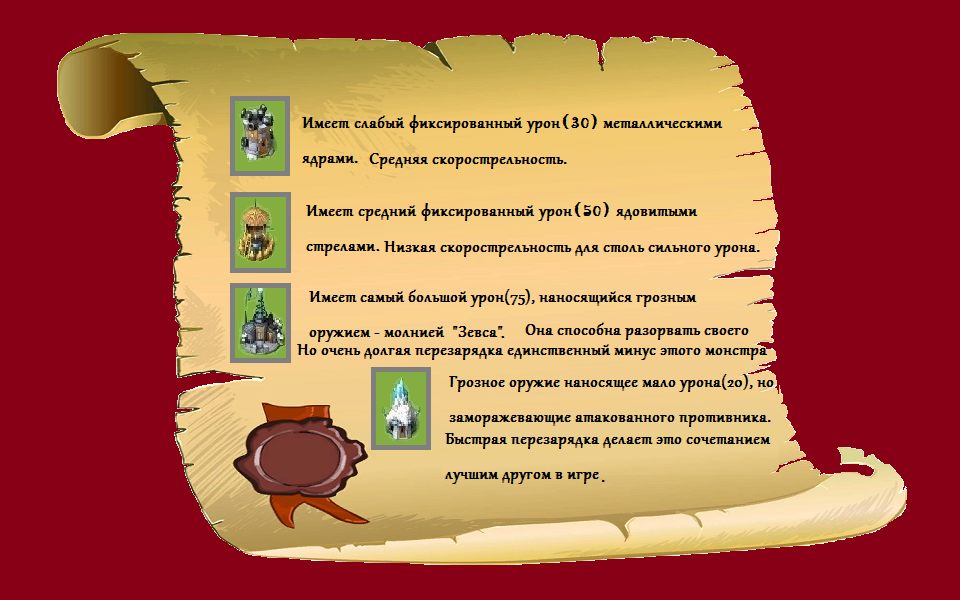 Имеет слабый фиксированный урон(30) металлическими
ядрами. Средняя скорострельность.
Имеет средний фиксированный урон(50) ядовитыми
стрелами. Низкая скорострельность для столь сильного урона.
Имеет самый большой урон(75), наносящийся грозным
оружием - молнией "Зевса". Она способна разорвать своего
Но очень долгая перезарядка единственный минус этого монстра
Грозное оружие наносящее мало урона(20), но
заморажевающие атакованного противника.
Быстрая перезарядка делает это сочетанием
лучшим другом в игре.